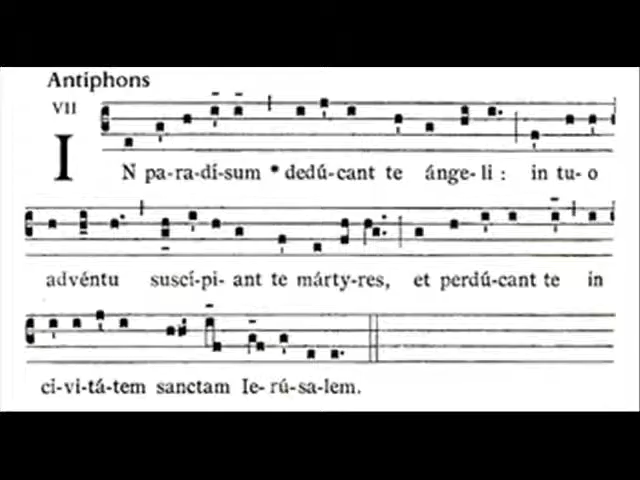 Antiphons
VII
IN pa-ra-dí-sum * dedú-cant te ánge-li : in tu-o
advéntu suscí-pi-ant te márty-res, et perdú-cant te in
ci-vi-tá-tem sanctam Ie-rú-sa-lem.